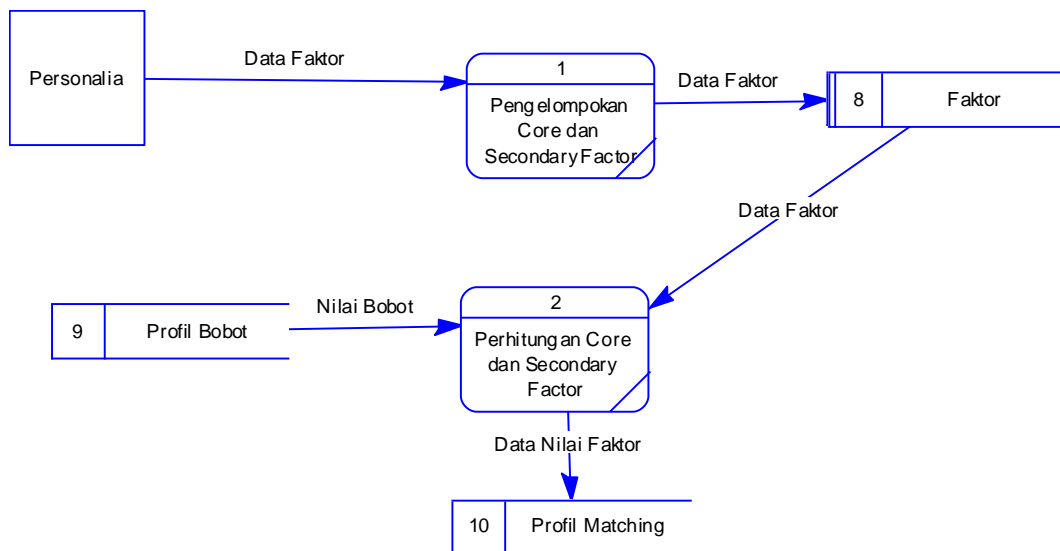 Data Faktor
1
Data Faktor
Personalia
8
Faktor
Pengelompokan
Core dan
Secondary Factor
Data Faktor
Nilai Bobot
2
9
Profil Bobot
Perhitungan Core
dan Secondary
Factor
Data Nilai Faktor
10
Profil Matching